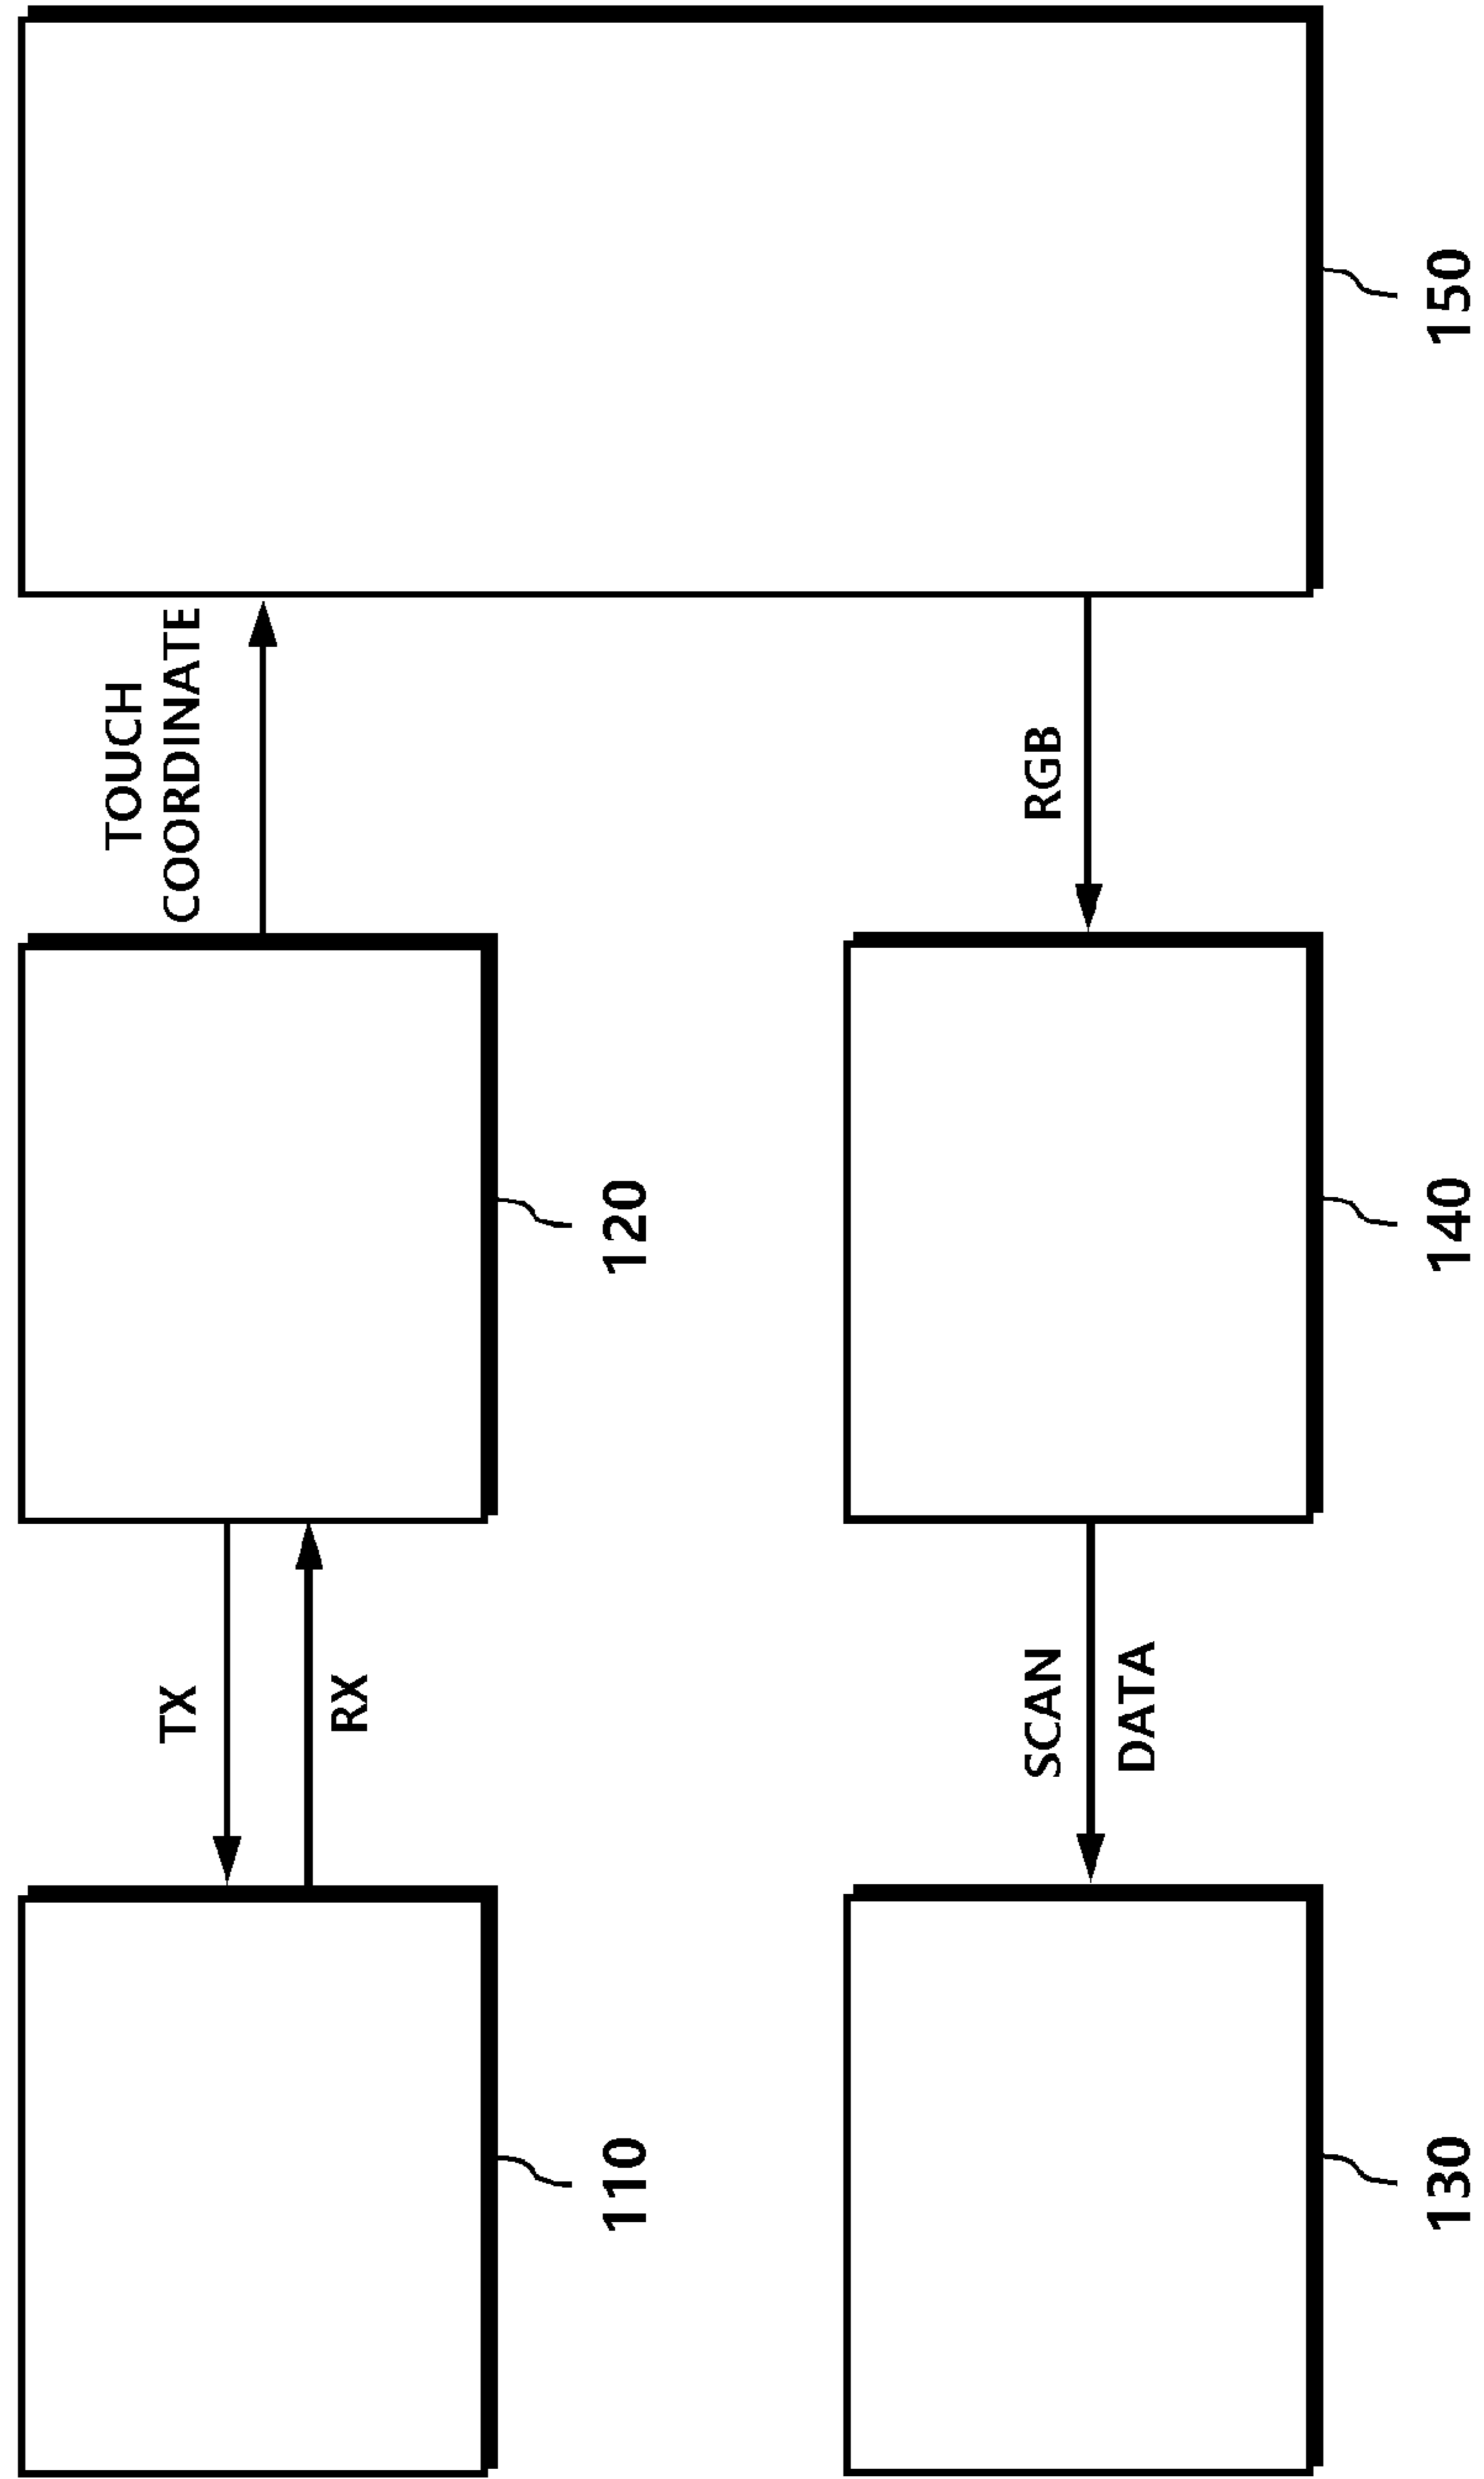 TX
RX
TOUCH
COORDINATE
110
120
150
SCAN
DATA
RGB
130
140